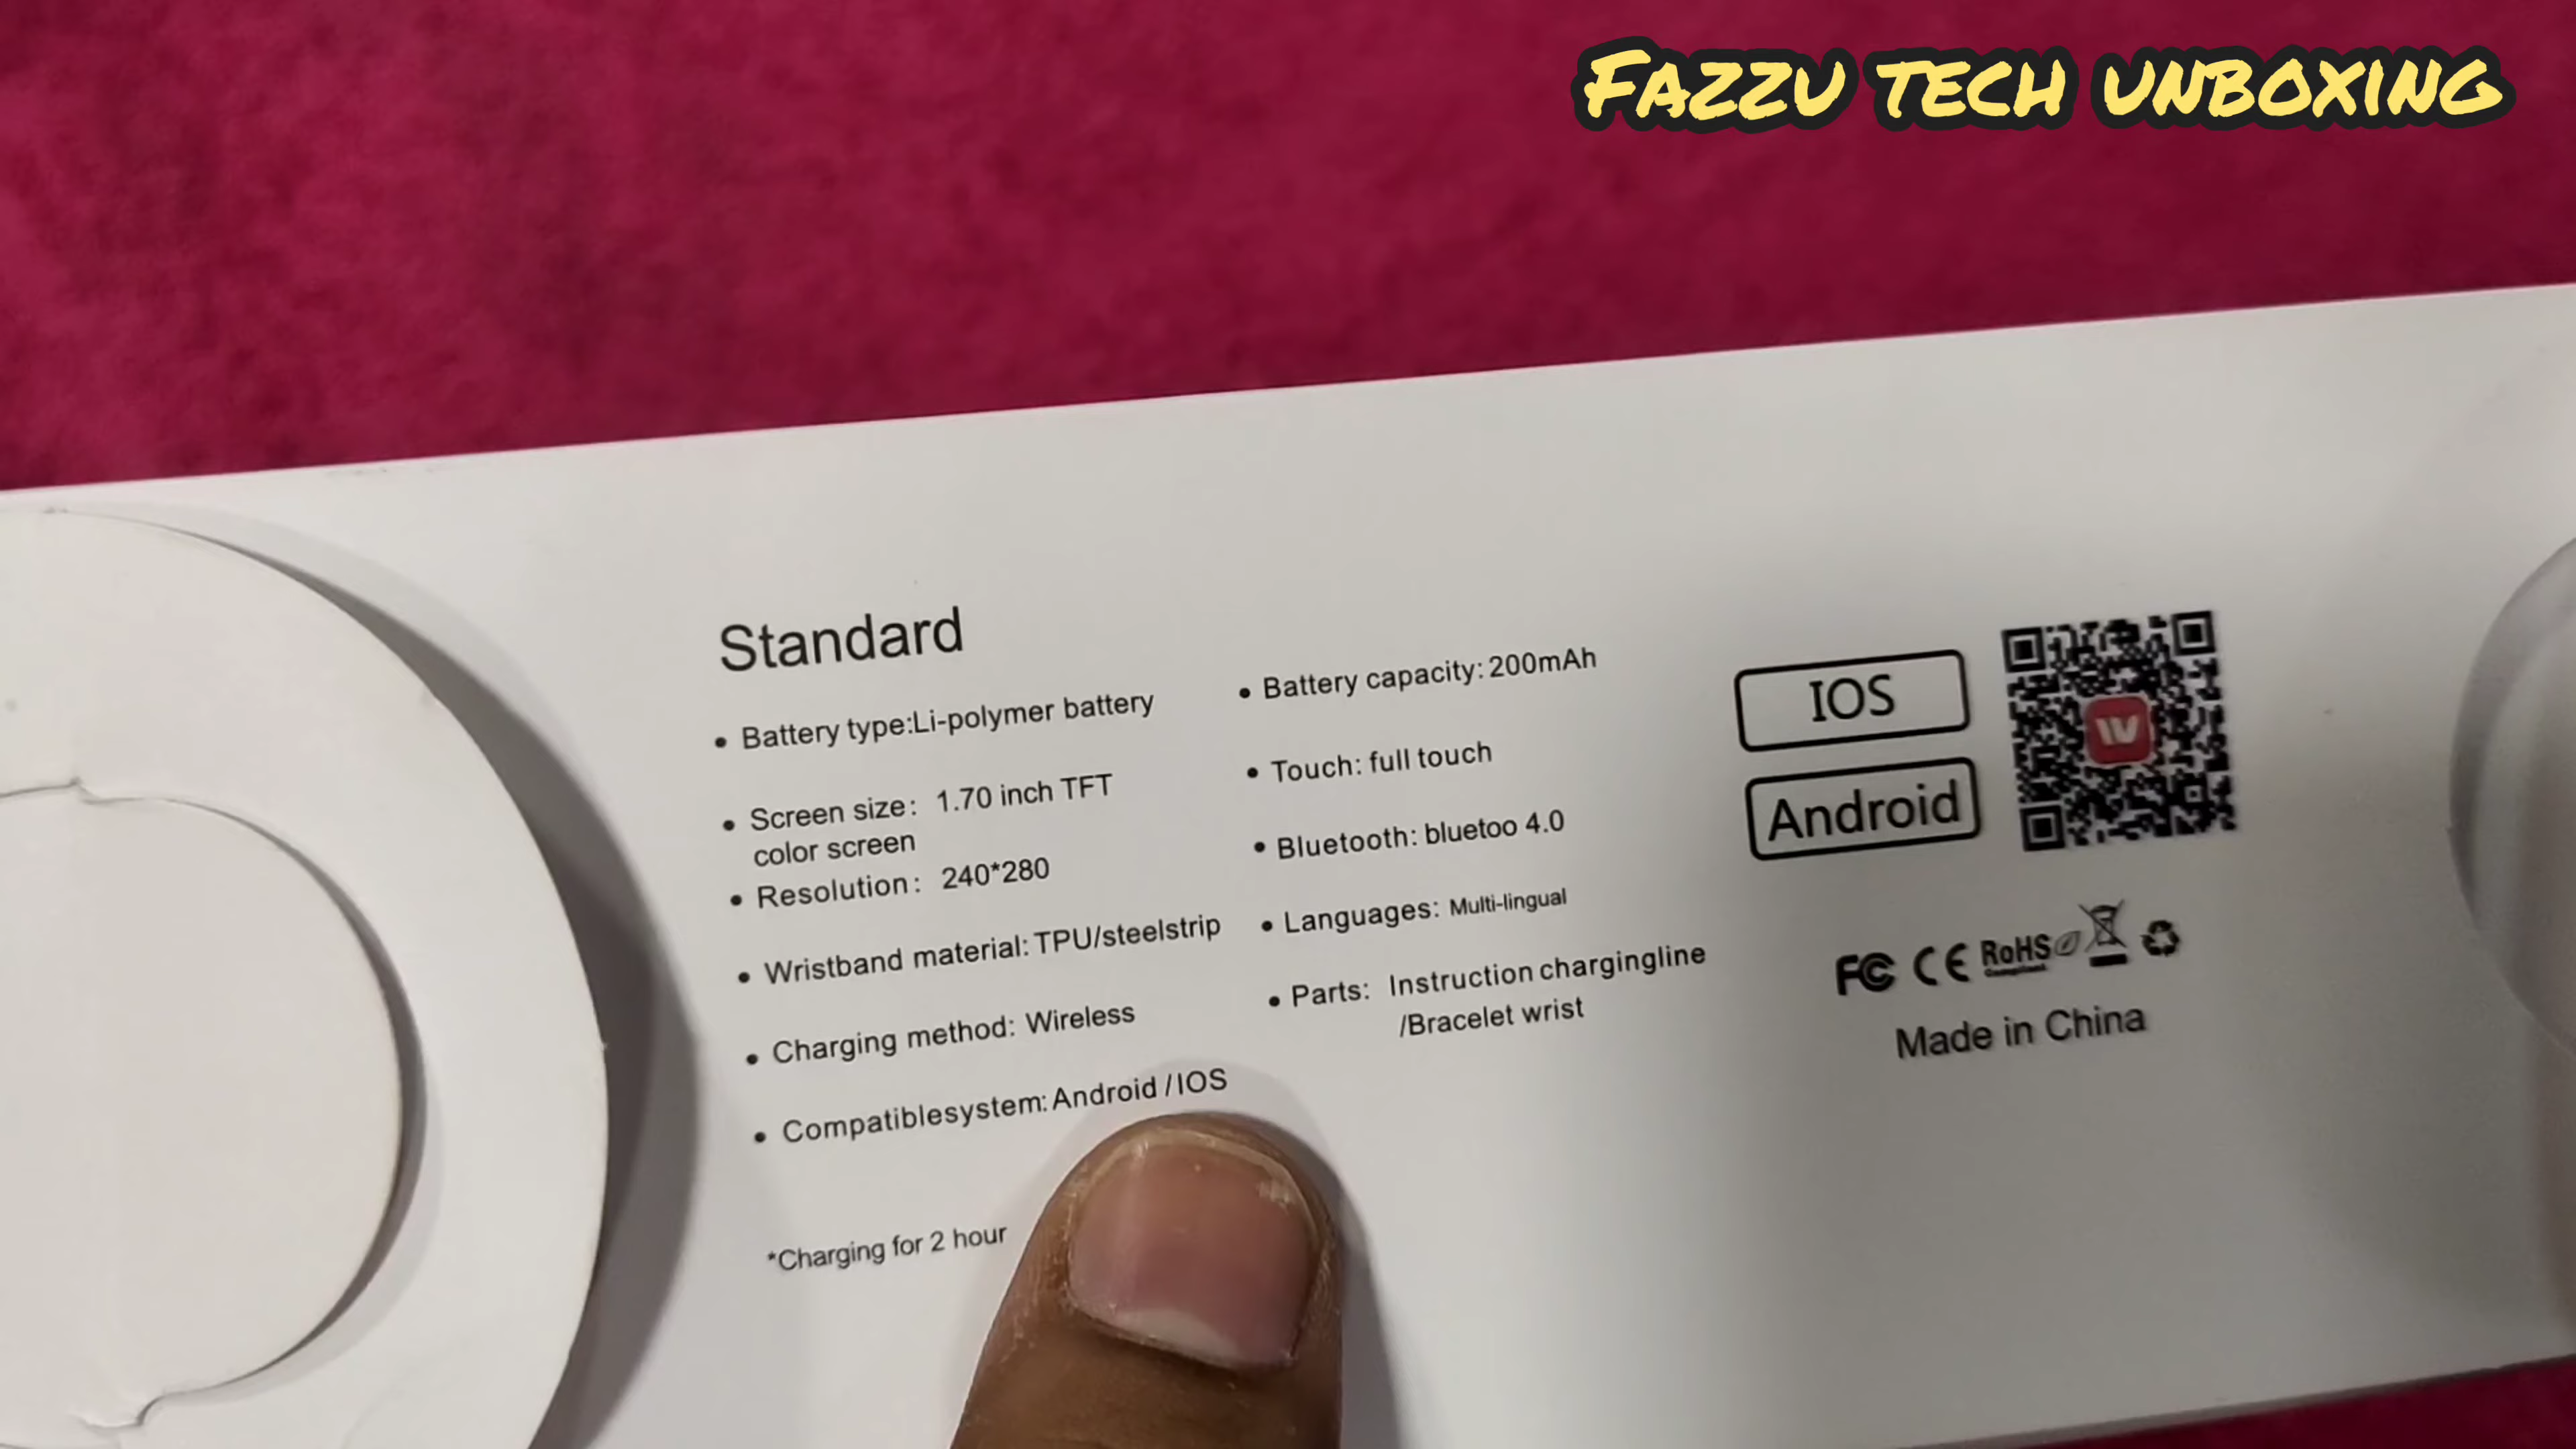 FAZZU TECH UNBOXING
Standard
• Battery type:Li-polymer battery
• Screen size: 1.70 inch TFT
color screen
• Resolution: 240*280
• Wristband material: TPU/steelstrip
• Charging method: Wireless
• Compatiblesystem: Android / IOS
*Charging for 2 hour
• Battery capacity: 200mAh
• Touch: full touch
• Bluetooth: bluetoo 4.0
• Languages: Multi-lingual
• Parts: Instruction chargingline
/Bracelet wrist
IOS
Android
FC CE RoHS
Made in China